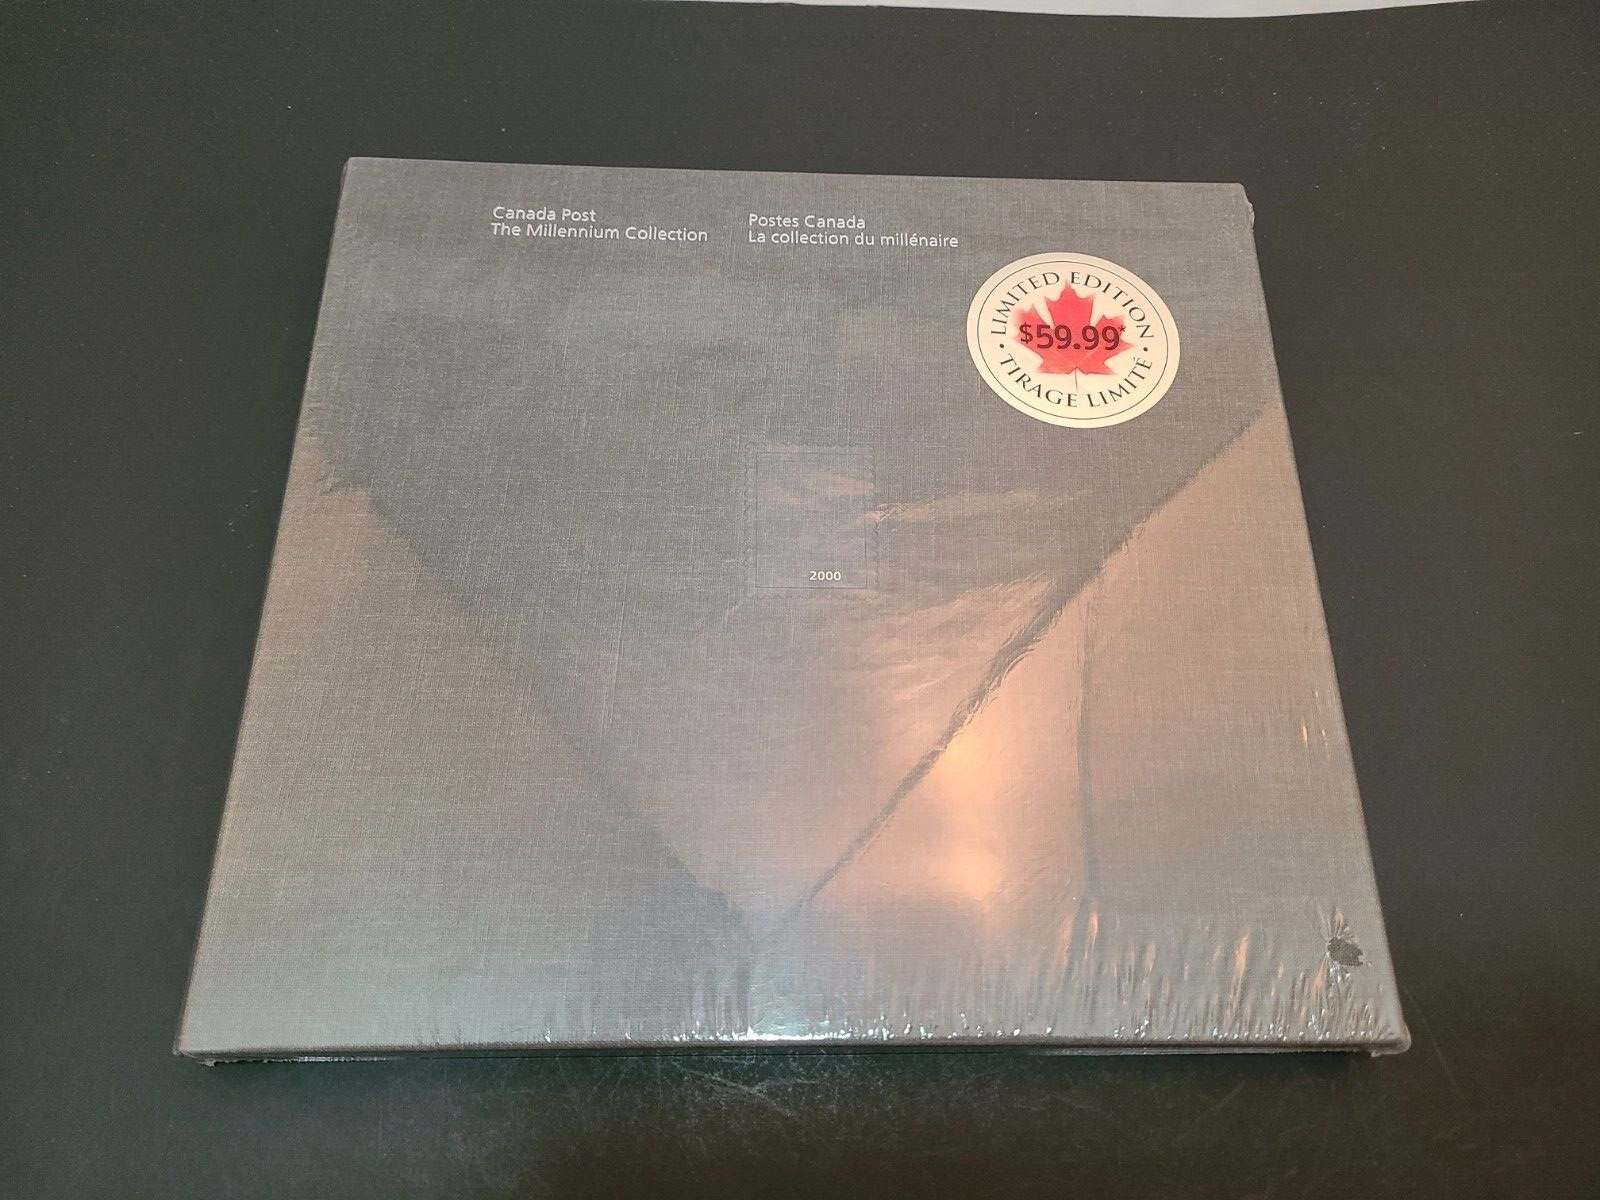 Canada Post
The Millennium Collection
Postes Canada
La collection du millénaire
LIMITED EDITION
$59.99*
• TIRAGE LIMITÉ •
2000